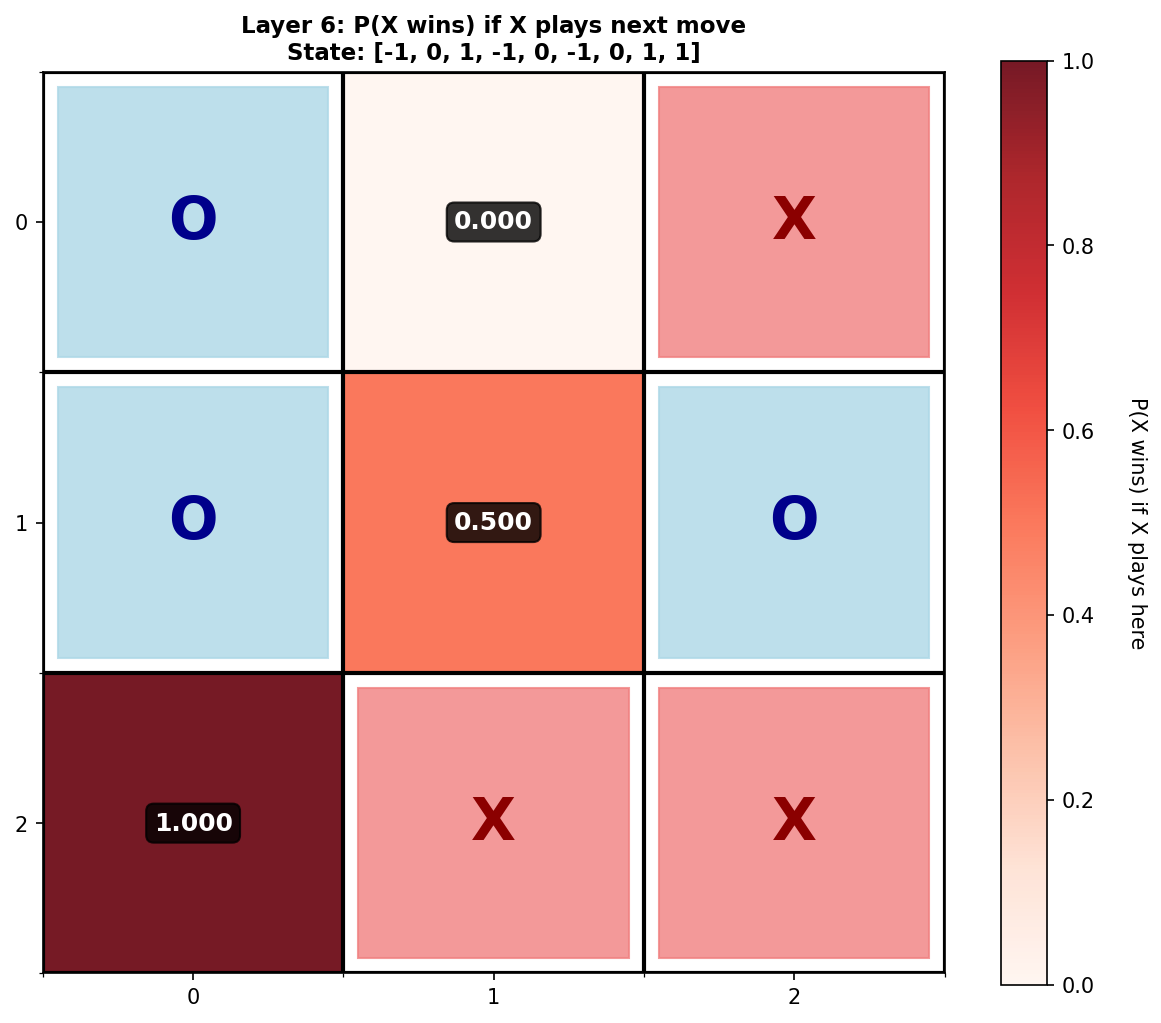 Layer 6: P(X wins) if X plays next move
State: [-1, 0, 1, -1, 0, -1, 0, 1, 1]
0
O
0.000
X
1
O
0.500
O
2
1.000
X
X
0
1
2
1.0
0.8
0.6
0.4
0.2
0.0
P(X wins) if X plays here